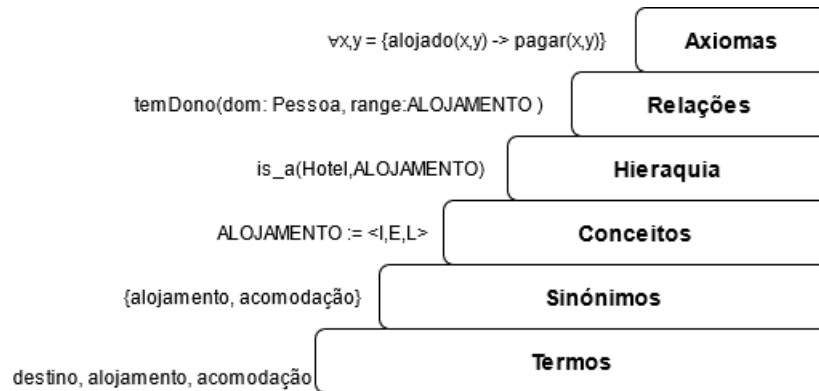 ∀x,y = {alojado(x,y) -> pagar(x,y)} Axiomas
temDono(dom: Pessoa, range:ALOJAMENTO ) Relações
is_a(Hotel,ALOJAMENTO) Hieraquia
ALOJAMENTO := <I,E,L> Conceitos
{alojamento, acomodação} Sinónimos
destino, alojamento, acomodação Termos